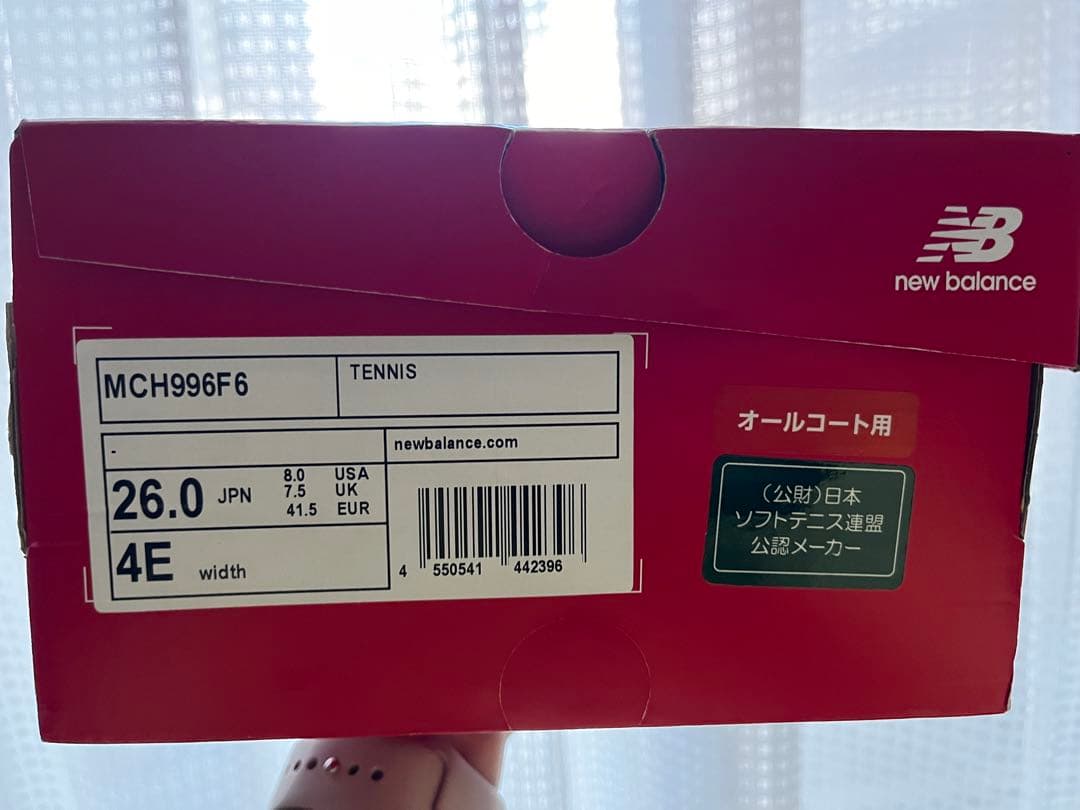 NB
new balance
MCH996F6
TENNIS
-
newbalance.com
26.0 JPN
8.0 USA
7.5 UK
41.5 EUR
4E width
4 550541 442396
オールコート用
(公財)日本
ソフトテニス連盟
公認メーカー